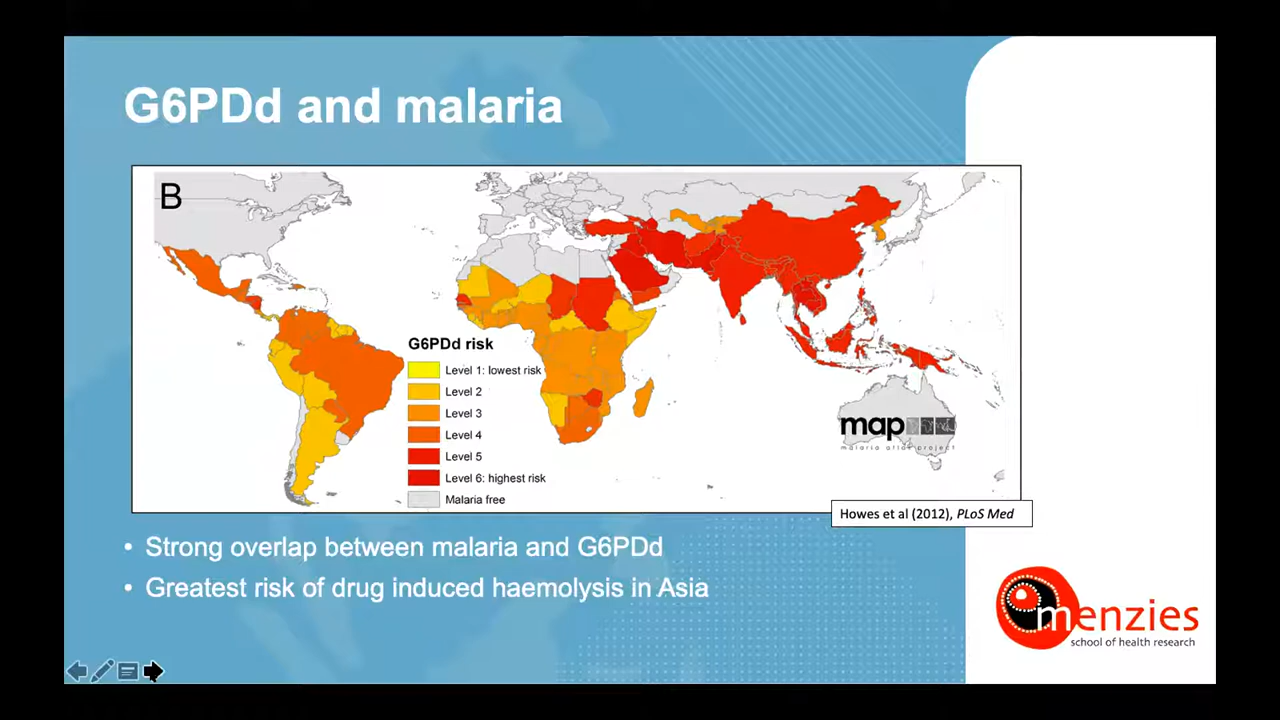 G6PDd and malaria
B
G6PDd risk
Level 1: lowest risk
Level 2
Level 3
Level 4
Level 5
Level 6: highest risk
Malaria free
map
malaria atlas project
Howes et al (2012), PLoS Med
• Strong overlap between malaria and G6PDd
• Greatest risk of drug induced haemolysis in Asia
menzies
school of health research